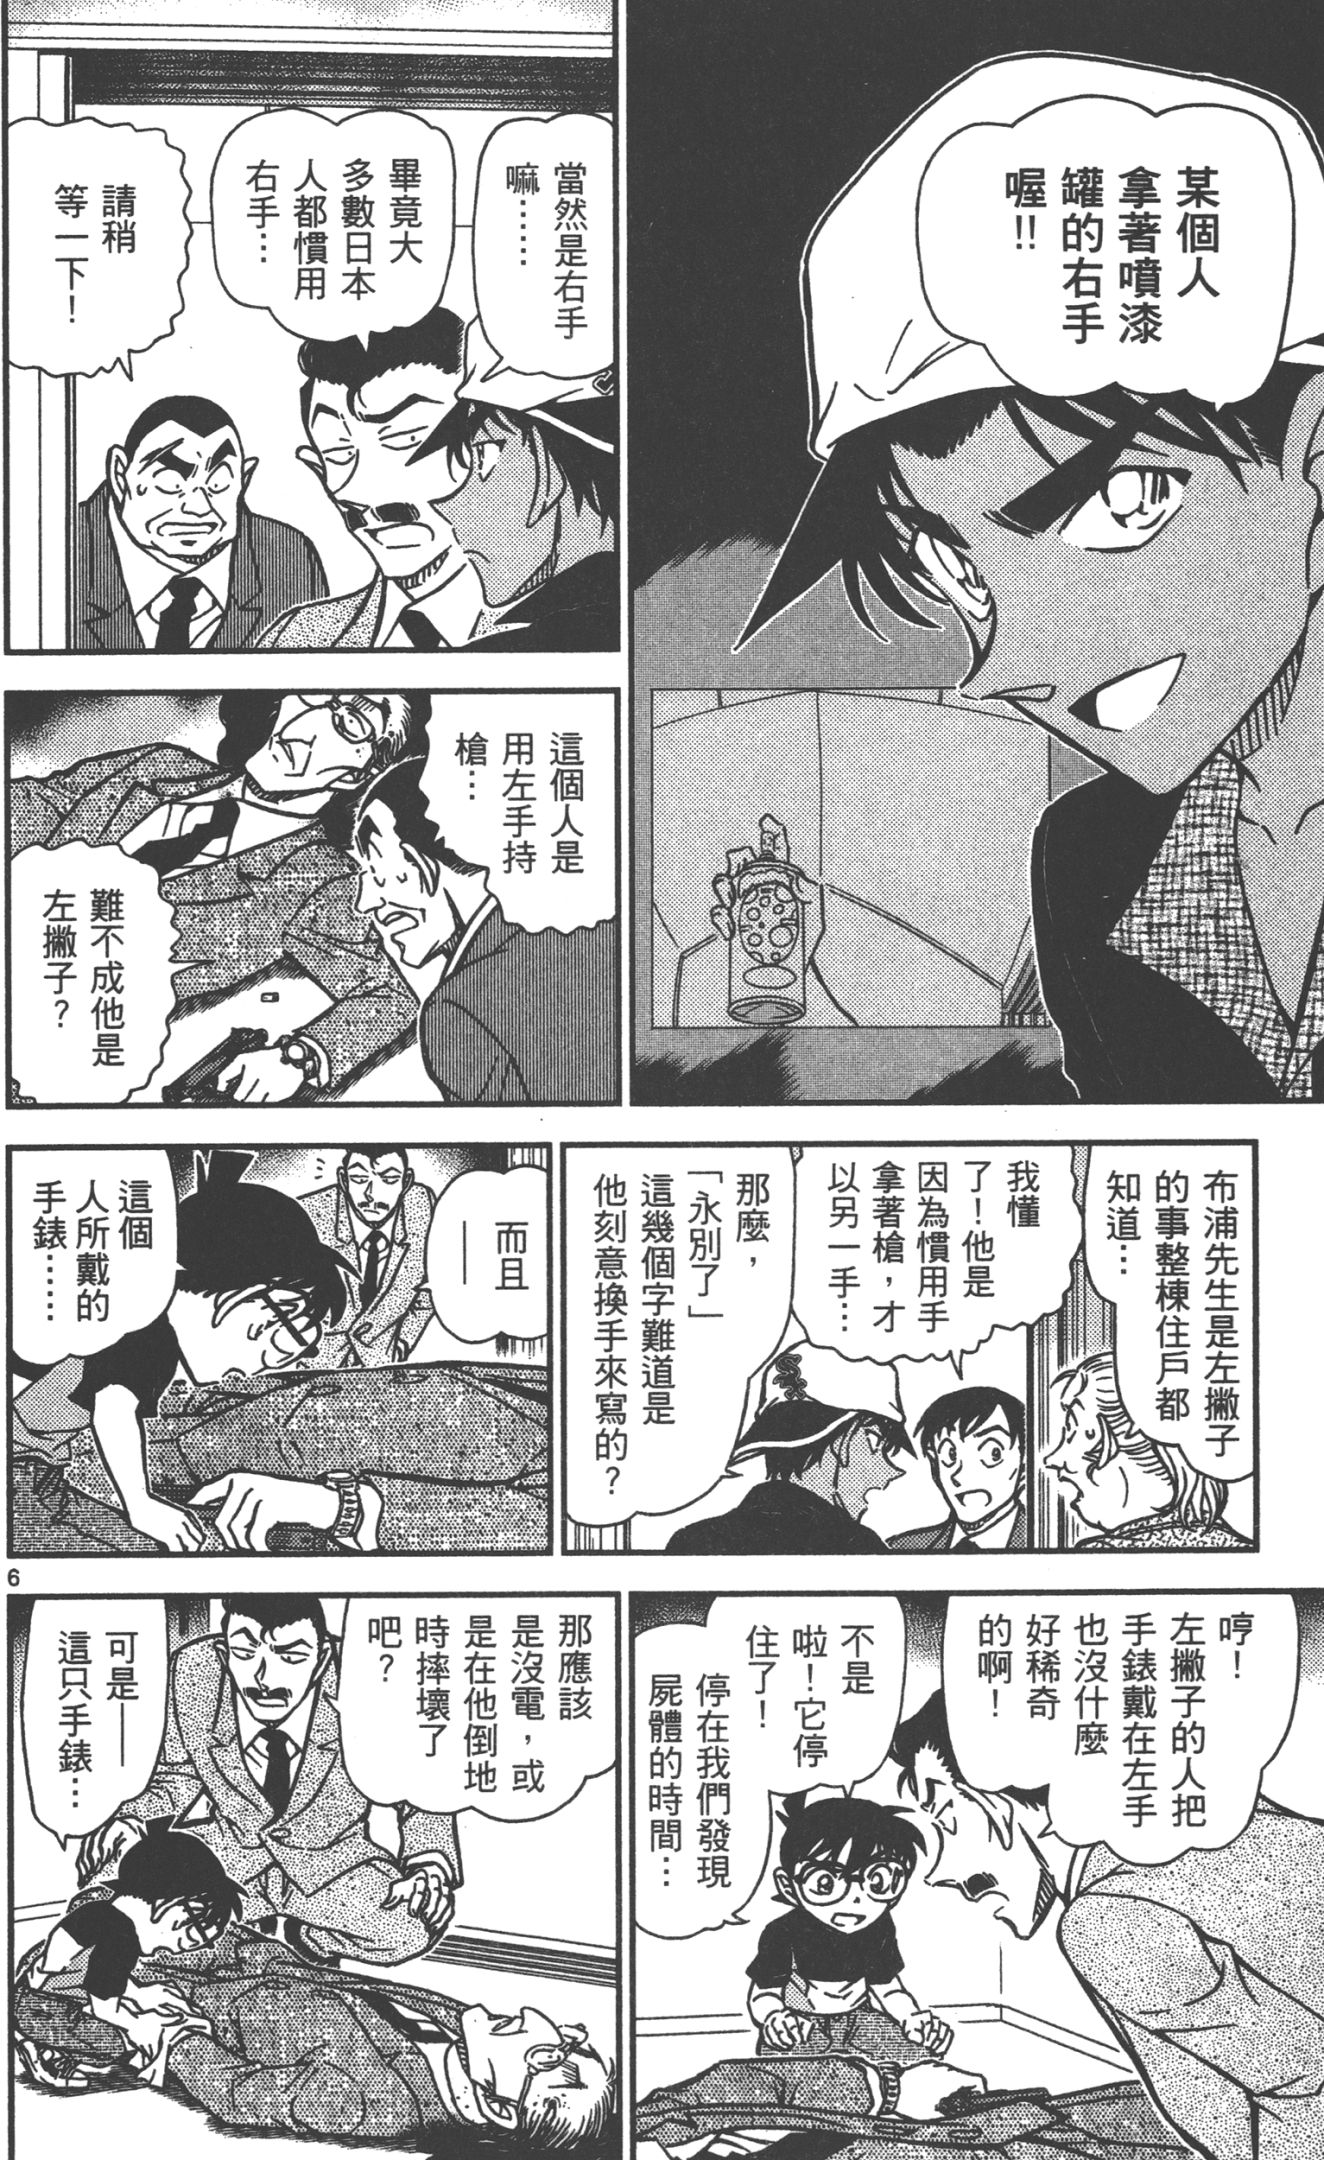 某個人
拿著噴漆
罐的右手
喔!!
當然是右手
嘛……
畢竟大
多數日本
人都慣用
右手…
請稍
等一下!
這個人是
用左手持
槍…
難不成他是
左撇子?
布浦先生是左撇子
的事整棟住戶都
知道…
我懂
了!他是
因為慣用手
拿著槍,才
以另一手…
那麼,
「永別了」
這幾個字難道是
他刻意換手來寫的?
而且
——
這個
人所戴的
手錶……
哼!
左撇子的人把
手錶戴在左手
也沒什麼
好稀奇
的啊!
不是
啦!它停
住了!
停在我們發現
屍體的時間…
那應該
是沒電,或
是在他倒地
時摔壞了
吧?
可是——
這只手錶…
6